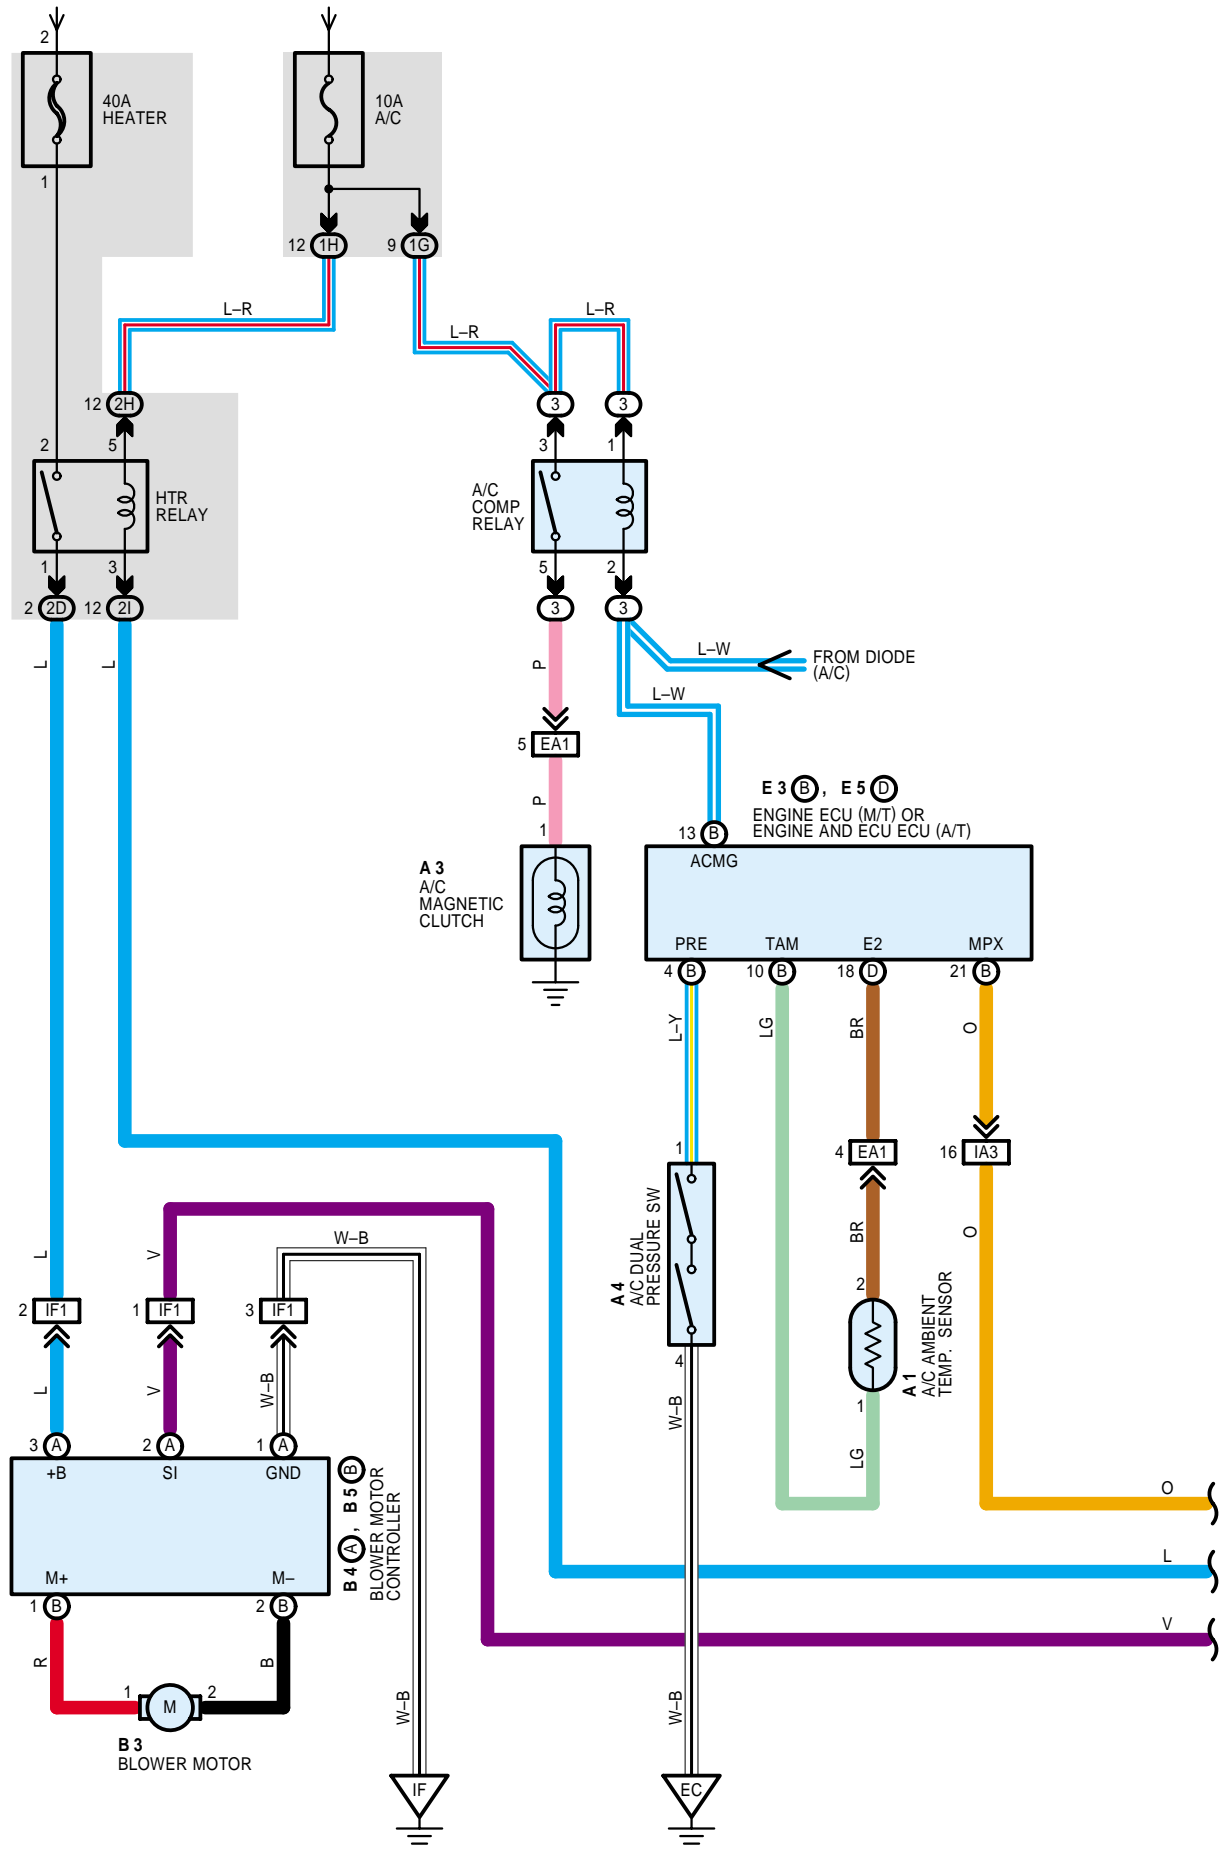 2
40A
HEATER
10A
A/C
1
12 1H
9 1G
L–R
L–R
L–R
12 2H
3
3
2
5
3
1
HTR
RELAY
A/C
COMP
RELAY
1
3
5
2
2 2D
12 2I
3
3
L
L
P
L–W
FROM DIODE
(A/C)
L–W
5 EA1
P
E 3 B , E 5 D
ENGINE ECU (M/T) OR
ENGINE AND ECU ECU (A/T)
1
13 B
ACMG
A 3
A/C
MAGNETIC
CLUTCH
PRE
TAM
E2
MPX
4 B
10 B
18 D
21 B
L–Y
LG
BR
O
1
4 EA1
16 IA3
A 4
A/C DUAL
PRESSURE SW
BR
O
L
V
W–B
2
2 IF1
1 IF1
3 IF1
A 1
A/C AMBIENT
TEMP. SENSOR
4
L
V
W–B
W–B
1
LG
3 A
2 A
1 A
+B
SI
GND
B 4 A , B 5 B
BLOWER MOTOR
CONTROLLER
O
L
V
M+
M–
1 B
2 B
R
B
1
M
2
B 3
BLOWER MOTOR
W–B
W–B
IF
EC